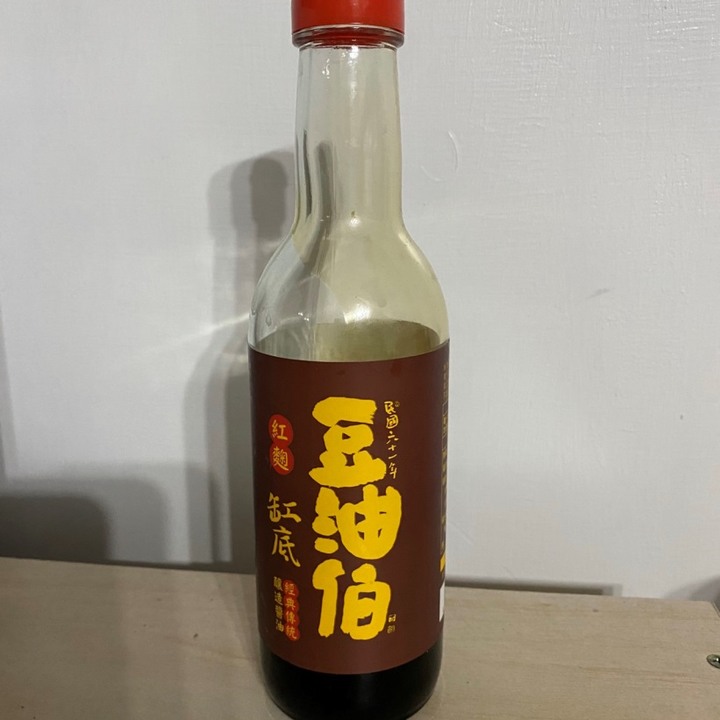 民國六十一年
豆油伯
紅麴
缸底
經典傳統
釀造醬油